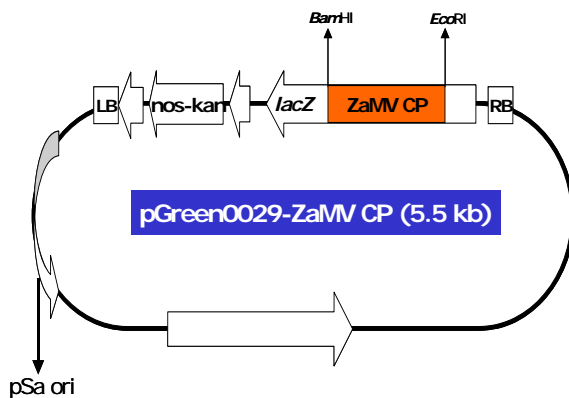 BamHI EcoRI
LB nos-kan lacZ ZaMV CP RB
pGreen0029-ZaMV CP (5.5 kb)
pSa ori